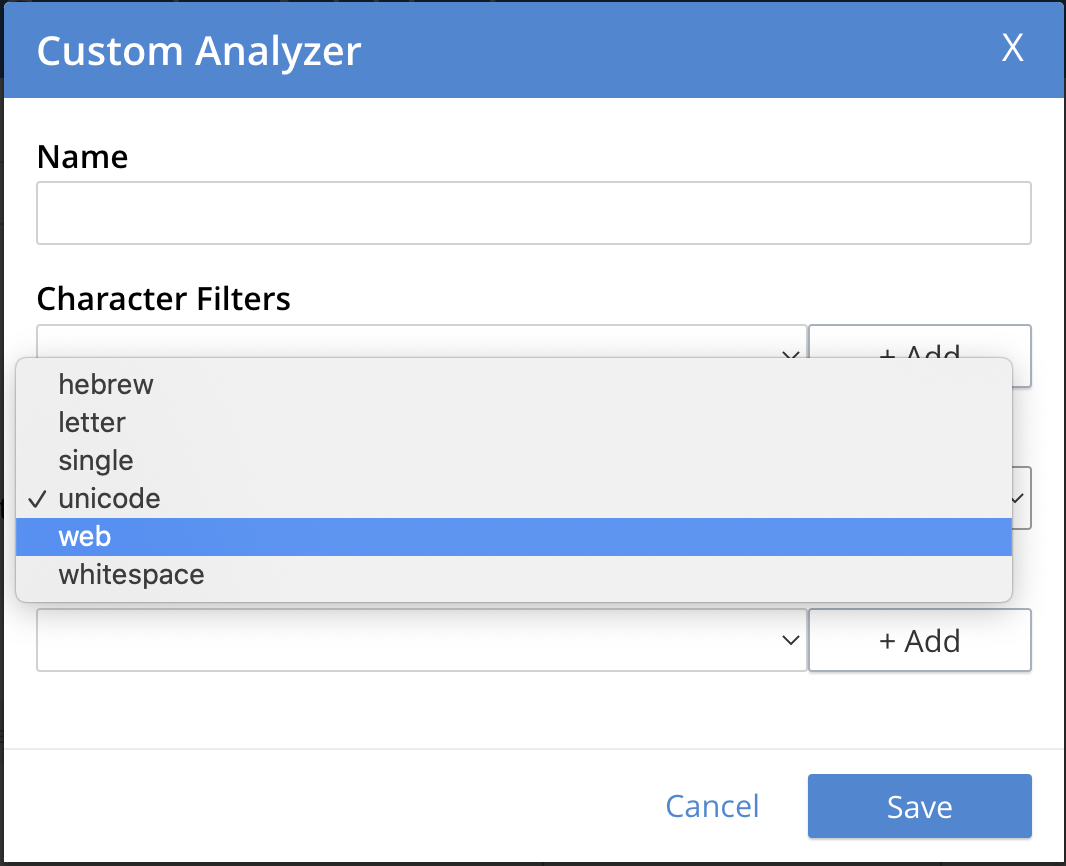 Custom Analyzer X
Name
Character Filters
+ Add
hebrew
letter
single
✓ unicode
web
whitespace
+ Add
Cancel Save